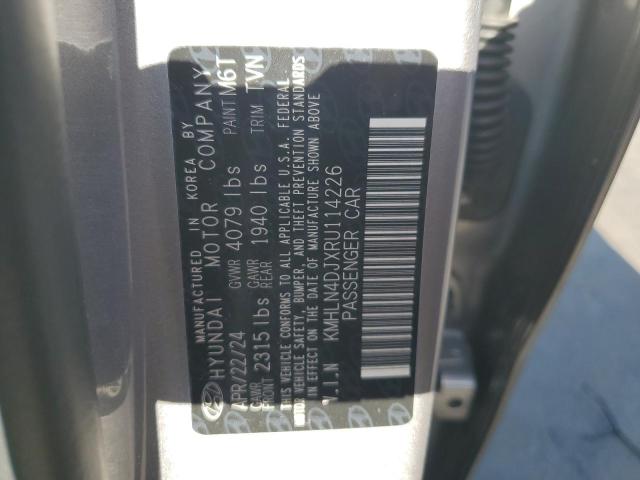 MANUFACTURED IN KOREA BY
HYUNDAI MOTOR COMPANY
APR/22/24 GVWR 4079 lbs PAINT M6T
GAWR FRONT 2315 lbs GAWR REAR 1940 lbs TRIM TVN
THIS VEHICLE CONFORMS TO ALL APPLICABLE U.S.A. FEDERAL
MOTOR VEHICLE SAFETY, BUMPER, AND THEFT PREVENTION STANDARDS
IN EFFECT ON THE DATE OF MANUFACTURE SHOWN ABOVE
V.I.N KMHLN4DJXRU114226
PASSENGER CAR